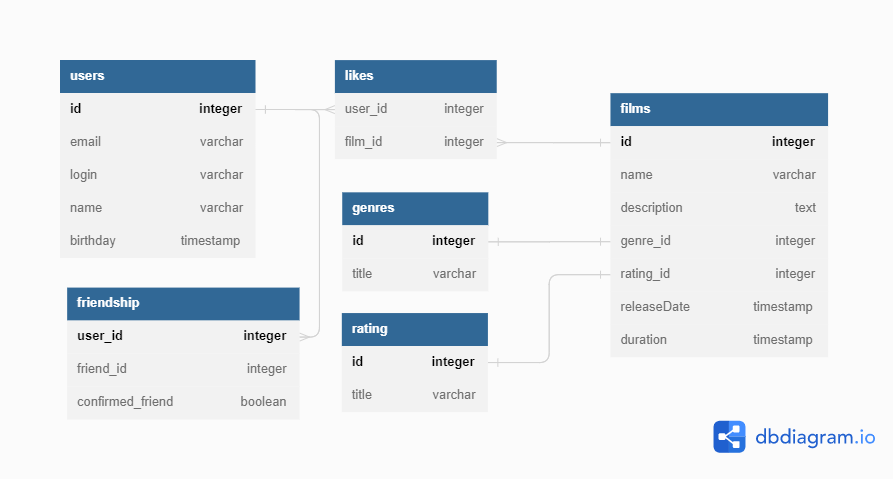 users
id integer
email varchar
login varchar
name varchar
birthday timestamp
friendship
user_id integer
friend_id integer
confirmed_friend boolean
likes
user_id integer
film_id integer
genres
id integer
title varchar
rating
id integer
title varchar
films
id integer
name varchar
description text
genre_id integer
rating_id integer
releaseDate timestamp
duration timestamp
dbdiagram.io